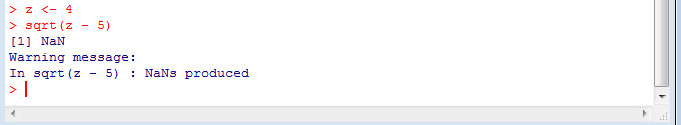 > z <- 4
> sqrt(z - 5)
[1] NaN
Warning message:
In sqrt(z - 5) : NaNs produced
>